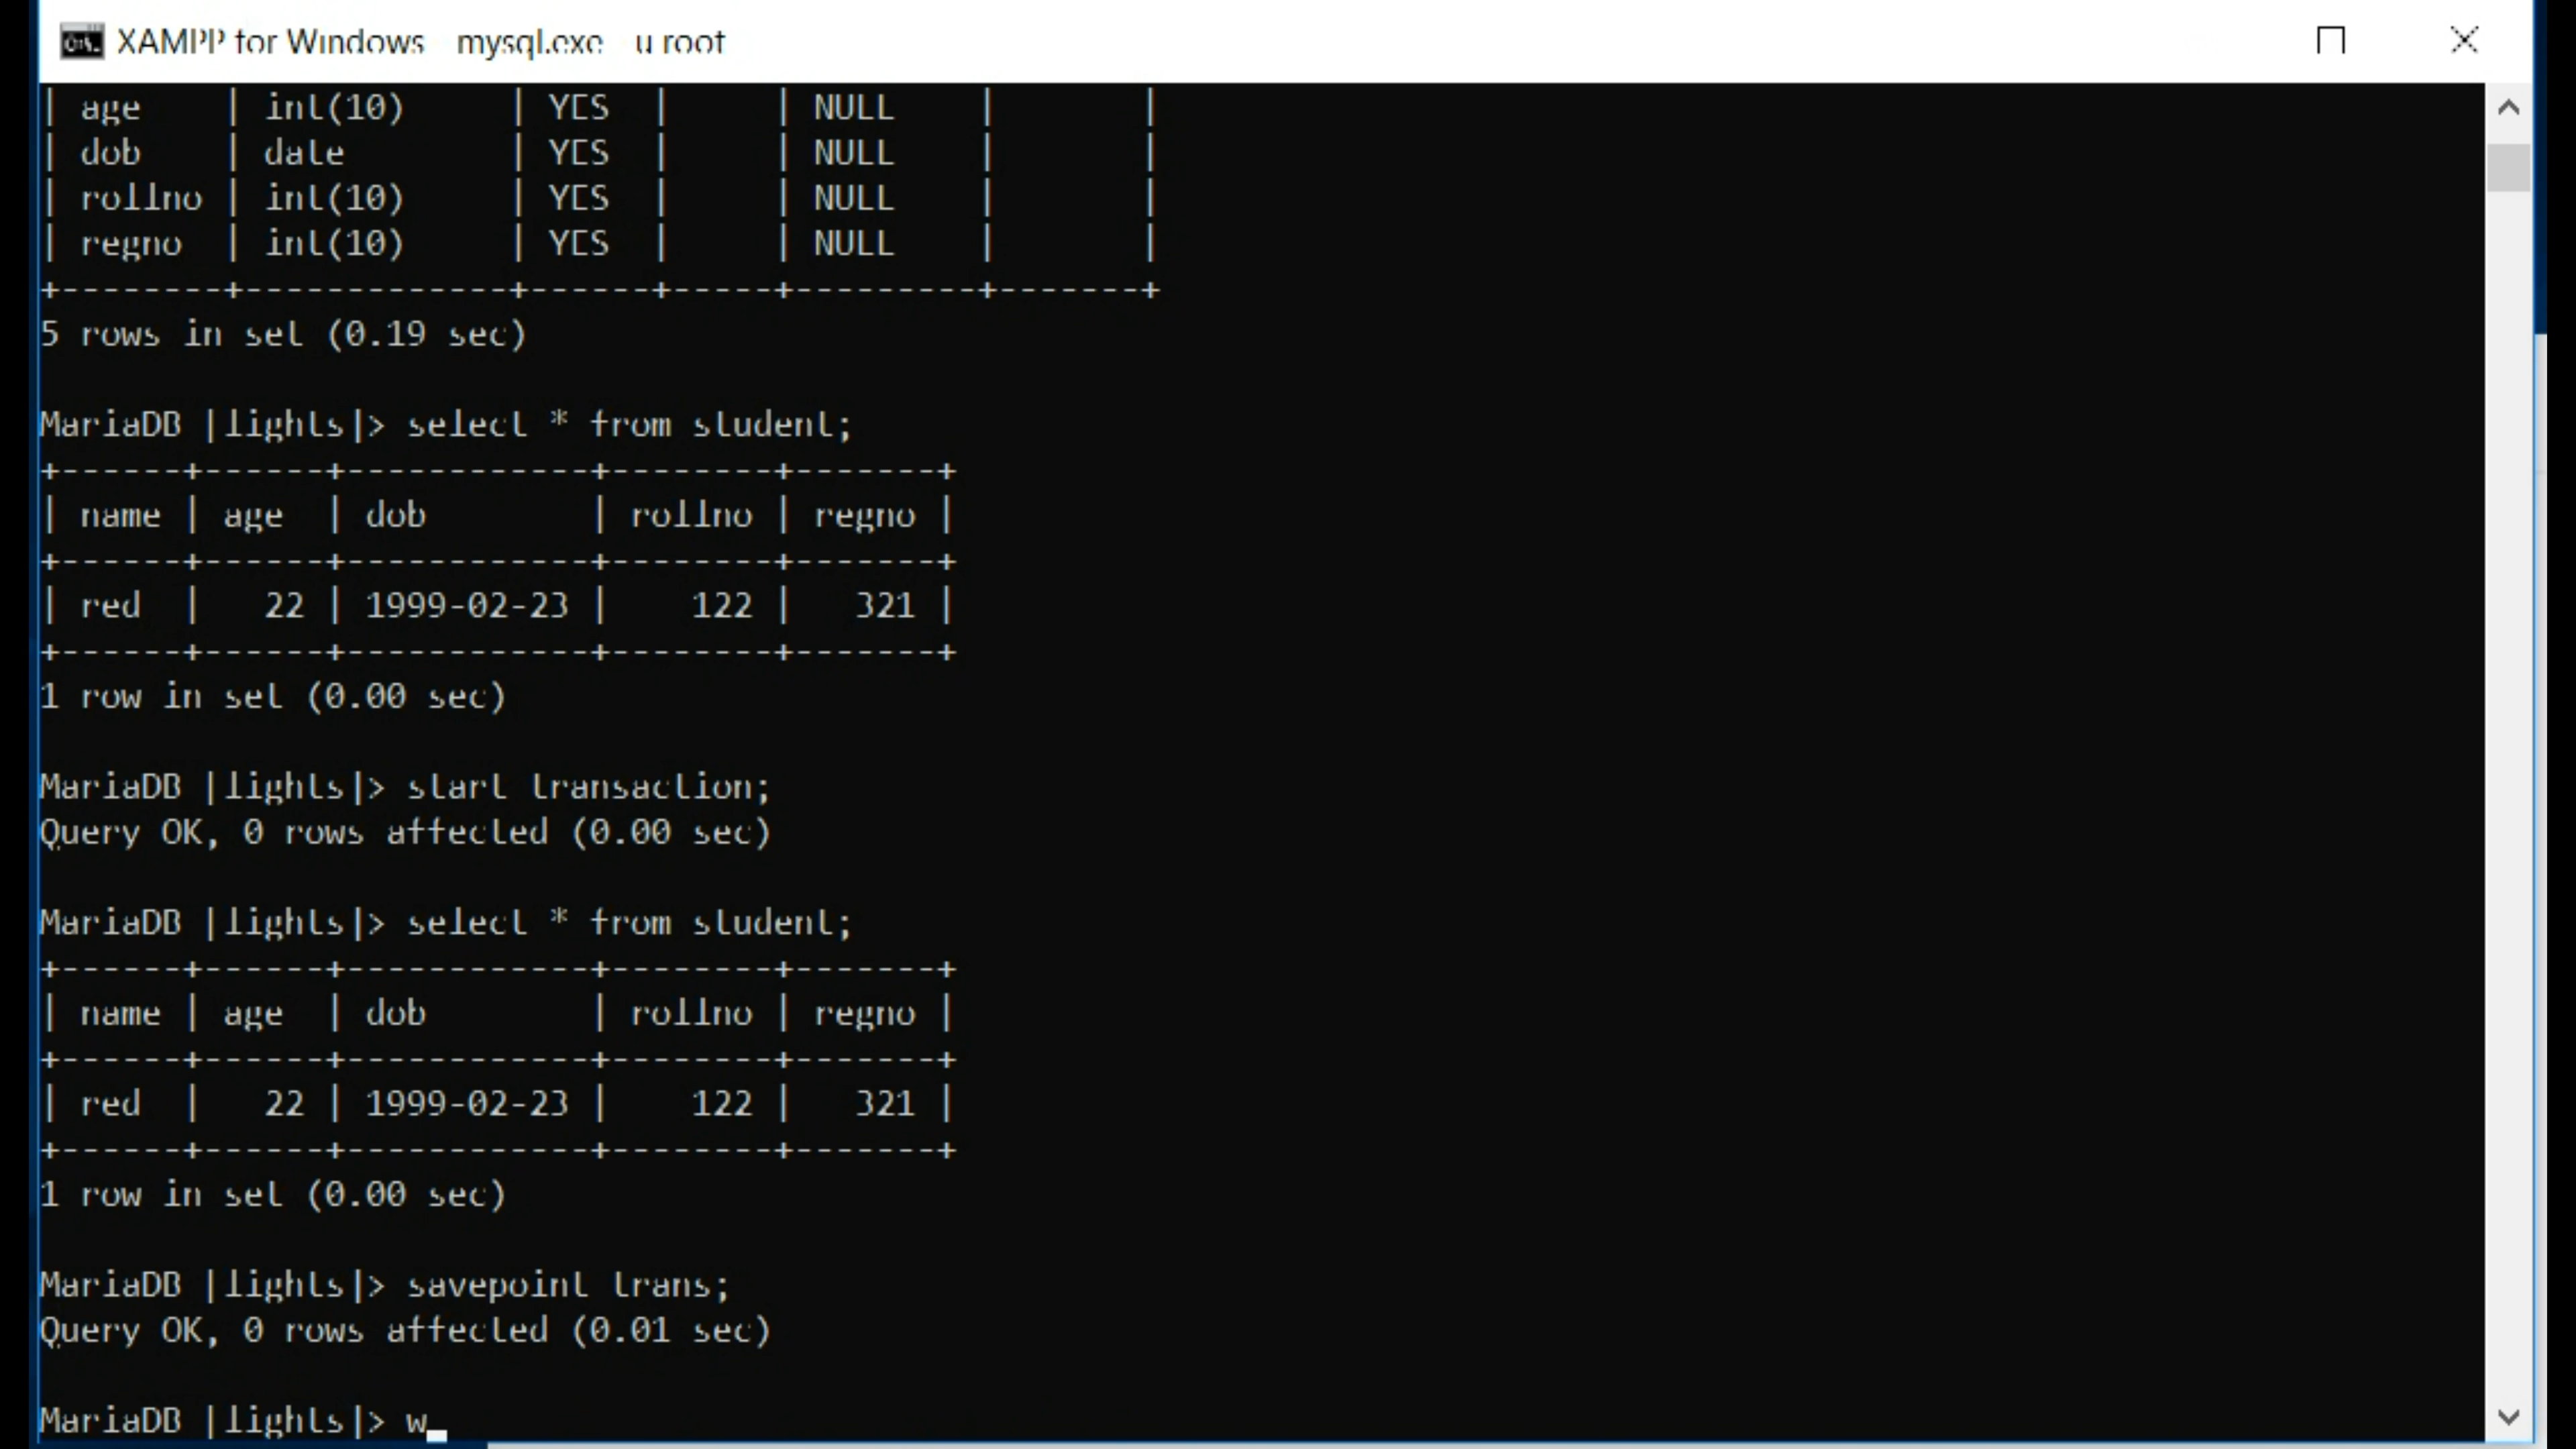 XAMPP for Windows - mysql.exe -u root
| age    | int(10)     | YES  |     | NULL    |       |
| dob    | date        | YES  |     | NULL    |       |
| rollno | int(10)     | YES  |     | NULL    |       |
| regno  | int(10)     | YES  |     | NULL    |       |
+--------+-------------+------+-----+---------+-------+
5 rows in set (0.19 sec)
MariaDB [lights]> select * from student;
+------+------+------------+--------+-------+
| name | age  | dob        | rollno | regno |
+------+------+------------+--------+-------+
| red  |   22 | 1999-02-23 |    122 |   321 |
+------+------+------------+--------+-------+
1 row in set (0.00 sec)
MariaDB [lights]> start transaction;
Query OK, 0 rows affected (0.00 sec)
MariaDB [lights]> select * from student;
+------+------+------------+--------+-------+
| name | age  | dob        | rollno | regno |
+------+------+------------+--------+-------+
| red  |   22 | 1999-02-23 |    122 |   321 |
+------+------+------------+--------+-------+
1 row in set (0.00 sec)
MariaDB [lights]> savepoint trans;
Query OK, 0 rows affected (0.01 sec)
MariaDB [lights]> w